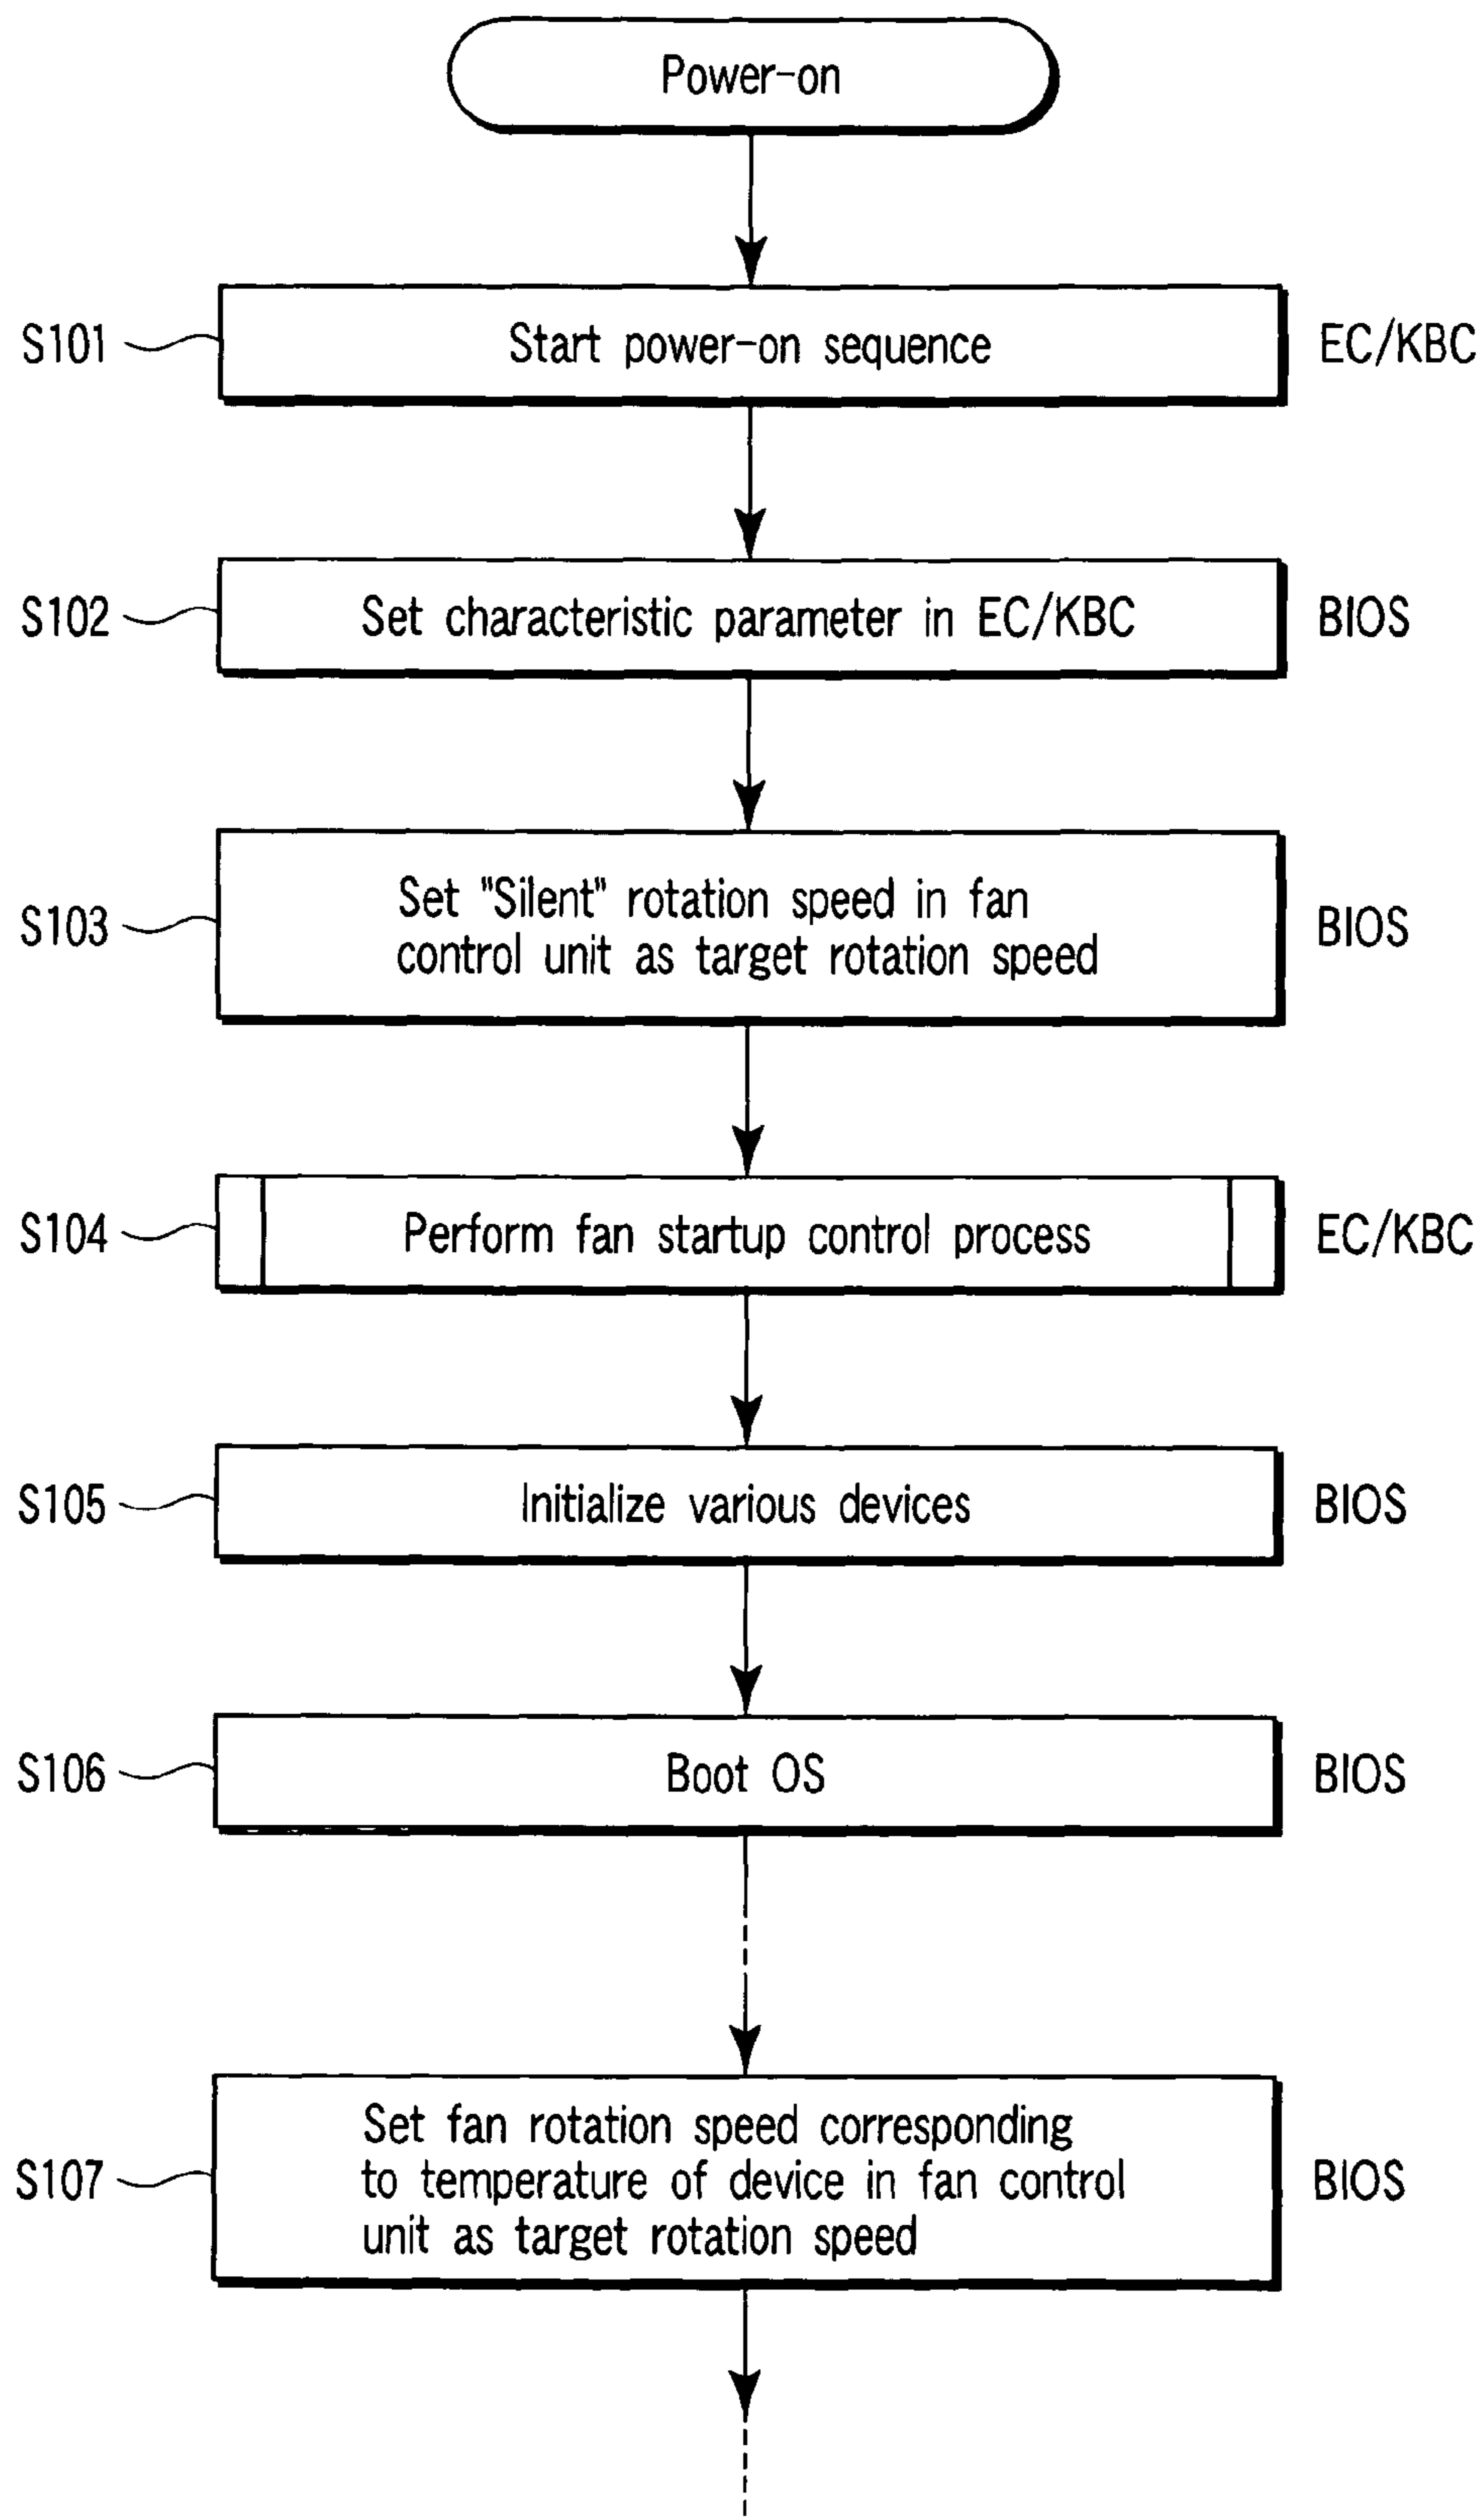 Power-on
S101
Start power-on sequence
EC/KBC
S102
Set characteristic parameter in EC/KBC
BIOS
S103
Set "Silent" rotation speed in fan
control unit as target rotation speed
BIOS
S104
Perform fan startup control process
EC/KBC
S105
Initialize various devices
BIOS
S106
Boot OS
BIOS
S107
Set fan rotation speed corresponding
to temperature of device in fan control
unit as target rotation speed
BIOS